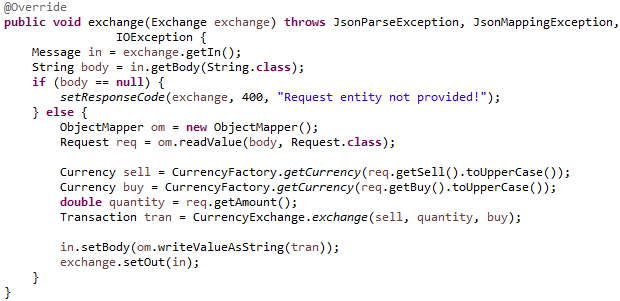 @Override
public void exchange(Exchange exchange) throws JsonParseException, JsonMappingException,
IOException {
Message in = exchange.getIn();
String body = in.getBody(String.class);
if (body == null) {
setResponseCode(exchange, 400, "Request entity not provided!");
} else {
ObjectMapper om = new ObjectMapper();
Request req = om.readValue(body, Request.class);
Currency sell = CurrencyFactory.getCurrency(req.getSell().toUpperCase());
Currency buy = CurrencyFactory.getCurrency(req.getBuy().toUpperCase());
double quantity = req.getAmount();
Transaction tran = CurrencyExchange.exchange(sell, quantity, buy);
in.setBody(om.writeValueAsString(tran));
exchange.setOut(in);
}
}